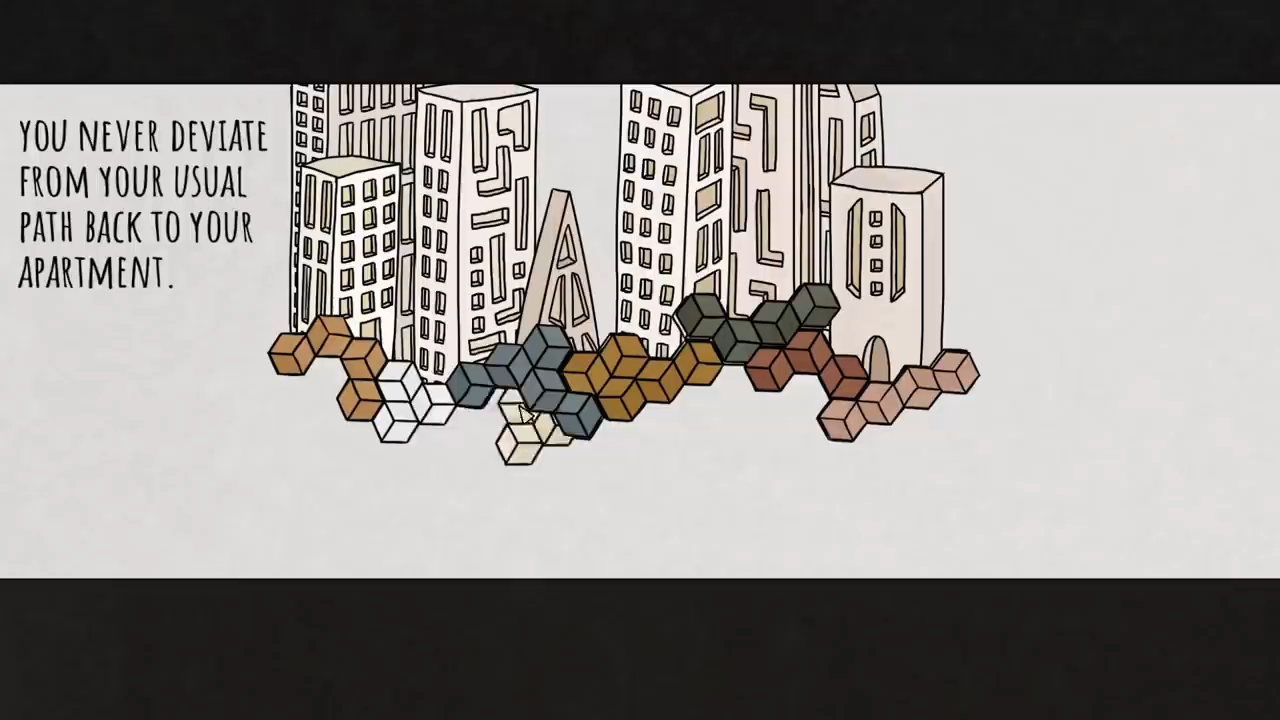 YOU NEVER DEVIATE
FROM YOUR USUAL
PATH BACK TO YOUR
APARTMENT.